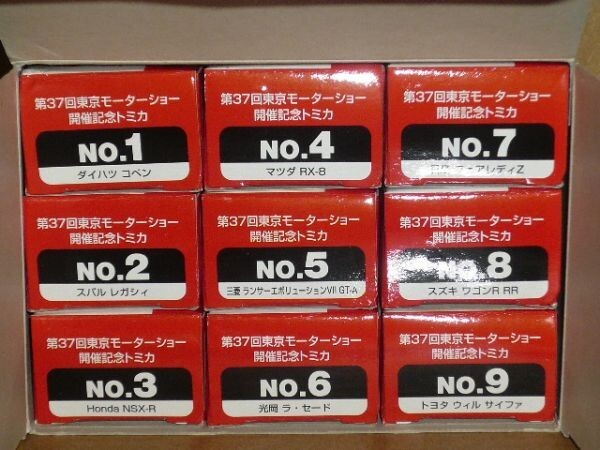 第37回東京モーターショー
開催記念トミカ
NO.1
ダイハツ コペン
第37回東京モーターショー
開催記念トミカ
NO.4
マツダ RX-8
第37回東京モーターショー
開催記念トミカ
NO.7
アレディZ
第37回東京モーターショー
開催記念トミカ
NO.2
スバル レガシィ
第37回東京モーターショー
開催記念トミカ
NO.5
三菱 ランサーエボリューションVII GT-A
第37回東京モーターショー
開催記念トミカ
NO.8
スズキ ワゴンR RR
第37回東京モーターショー
開催記念トミカ
NO.3
Honda NSX-R
第37回東京モーターショー
開催記念トミカ
NO.6
光岡 ラ・セード
第37回東京モーターショー
開催記念トミカ
NO.9
トヨタ ウィル サイファ